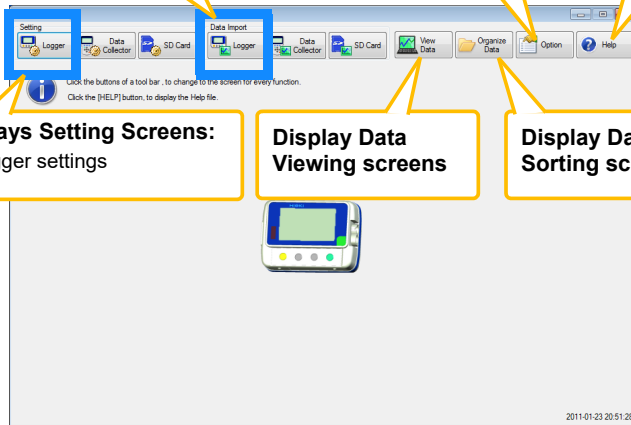 Setting
Data Import
Logger
Data
Collector
SD Card
Logger
Data
Collector
SD Card
View
Data
Organize
Data
Option
Help
Click the buttons of a tool bar , to change to the screen for every function.
Click the [HELP] button, to display the Help file.
ays Setting Screens:
ger settings
Display Data
Viewing screens
Display Da
Sorting sc
2011-01-23 20:51:28